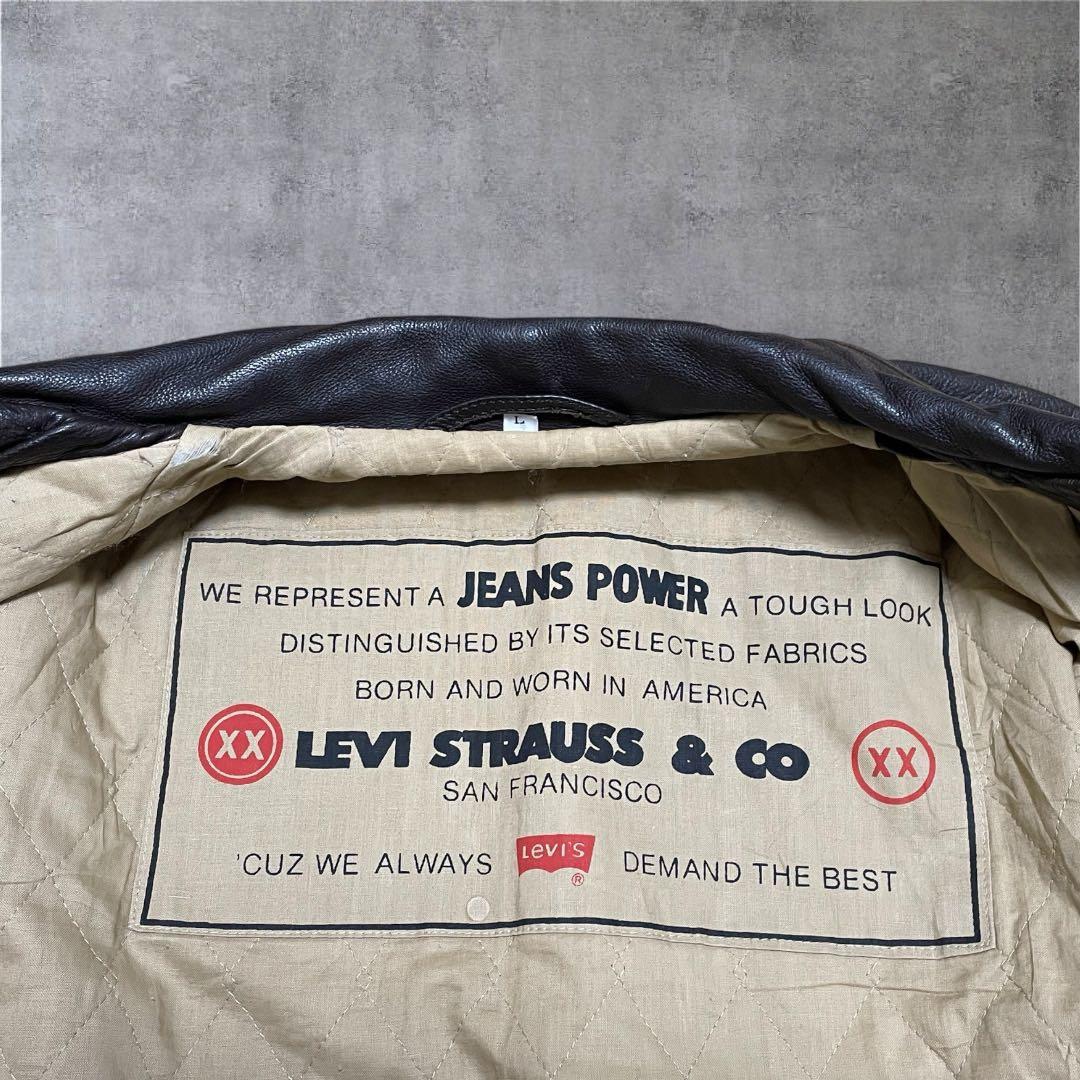 L
WE REPRESENT A JEANS POWER A TOUGH LOOK
DISTINGUISHED BY ITS SELECTED FABRICS
BORN AND WORN IN AMERICA
XX LEVI STRAUSS & CO XX
SAN FRANCISCO
'CUZ WE ALWAYS LEVI'S ® DEMAND THE BEST